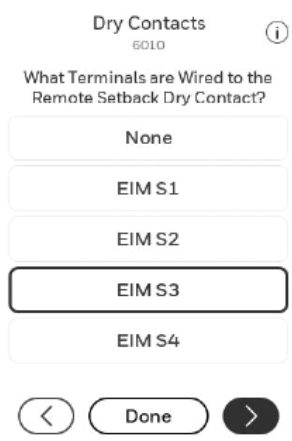 Dry Contacts
6010
What Terminals are Wired to the
Remote Setback Dry Contact?
None
EIM S1
EIM S2
EIM S3
EIM S4
Done